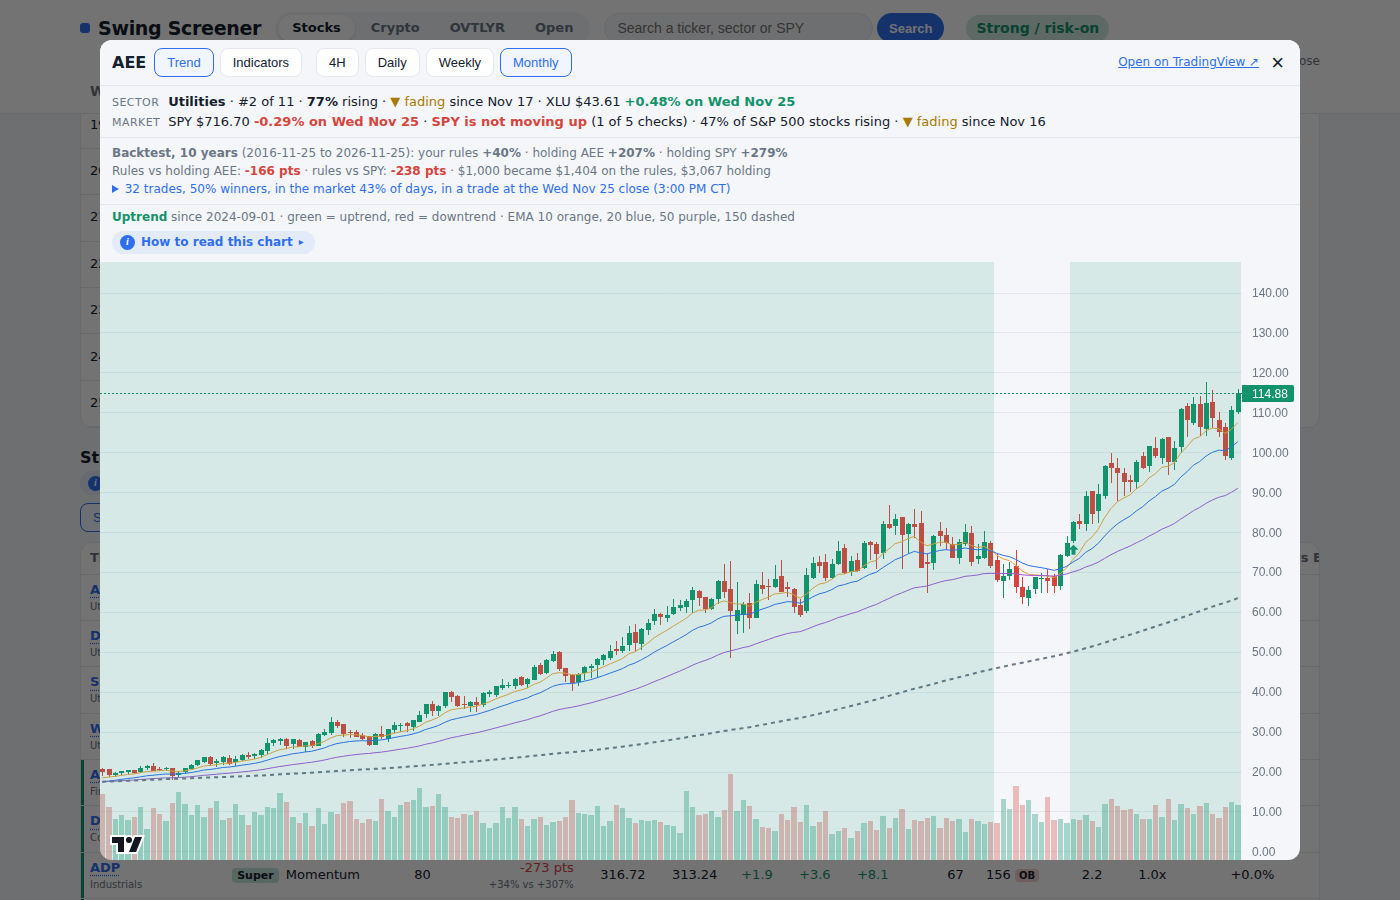 Swing Screener Stocks Crypto OVTLYR Open Search a ticker, sector or SPY Search Strong / risk-on
AEE Trend Indicators 4H Daily Weekly Monthly Open on TradingView ↗ ×
SECTOR Utilities · #2 of 11 · 77% rising · ▼ fading since Nov 17 · XLU $43.61 +0.48% on Wed Nov 25
MARKET SPY $716.70 -0.29% on Wed Nov 25 · SPY is not moving up (1 of 5 checks) · 47% of S&P 500 stocks rising · ▼ fading since Nov 16
Backtest, 10 years (2016-11-25 to 2026-11-25): your rules +40% · holding AEE +207% · holding SPY +279%
Rules vs holding AEE: -166 pts · rules vs SPY: -238 pts · $1,000 became $1,404 on the rules, $3,067 holding
▶ 32 trades, 50% winners, in the market 43% of days, in a trade at the Wed Nov 25 close (3:00 PM CT)
Uptrend since 2024-09-01 · green = uptrend, red = downtrend · EMA 10 orange, 20 blue, 50 purple, 150 dashed
i How to read this chart ▸
140.00
130.00
120.00
114.88
110.00
100.00
90.00
80.00
70.00
60.00
50.00
40.00
30.00
20.00
10.00
0.00
ADP Super Momentum 80 -273 pts 316.72 313.24 +1.9 +3.6 +8.1 67 156 OB 2.2 1.0x +0.0%
Industrials +34% vs +307%